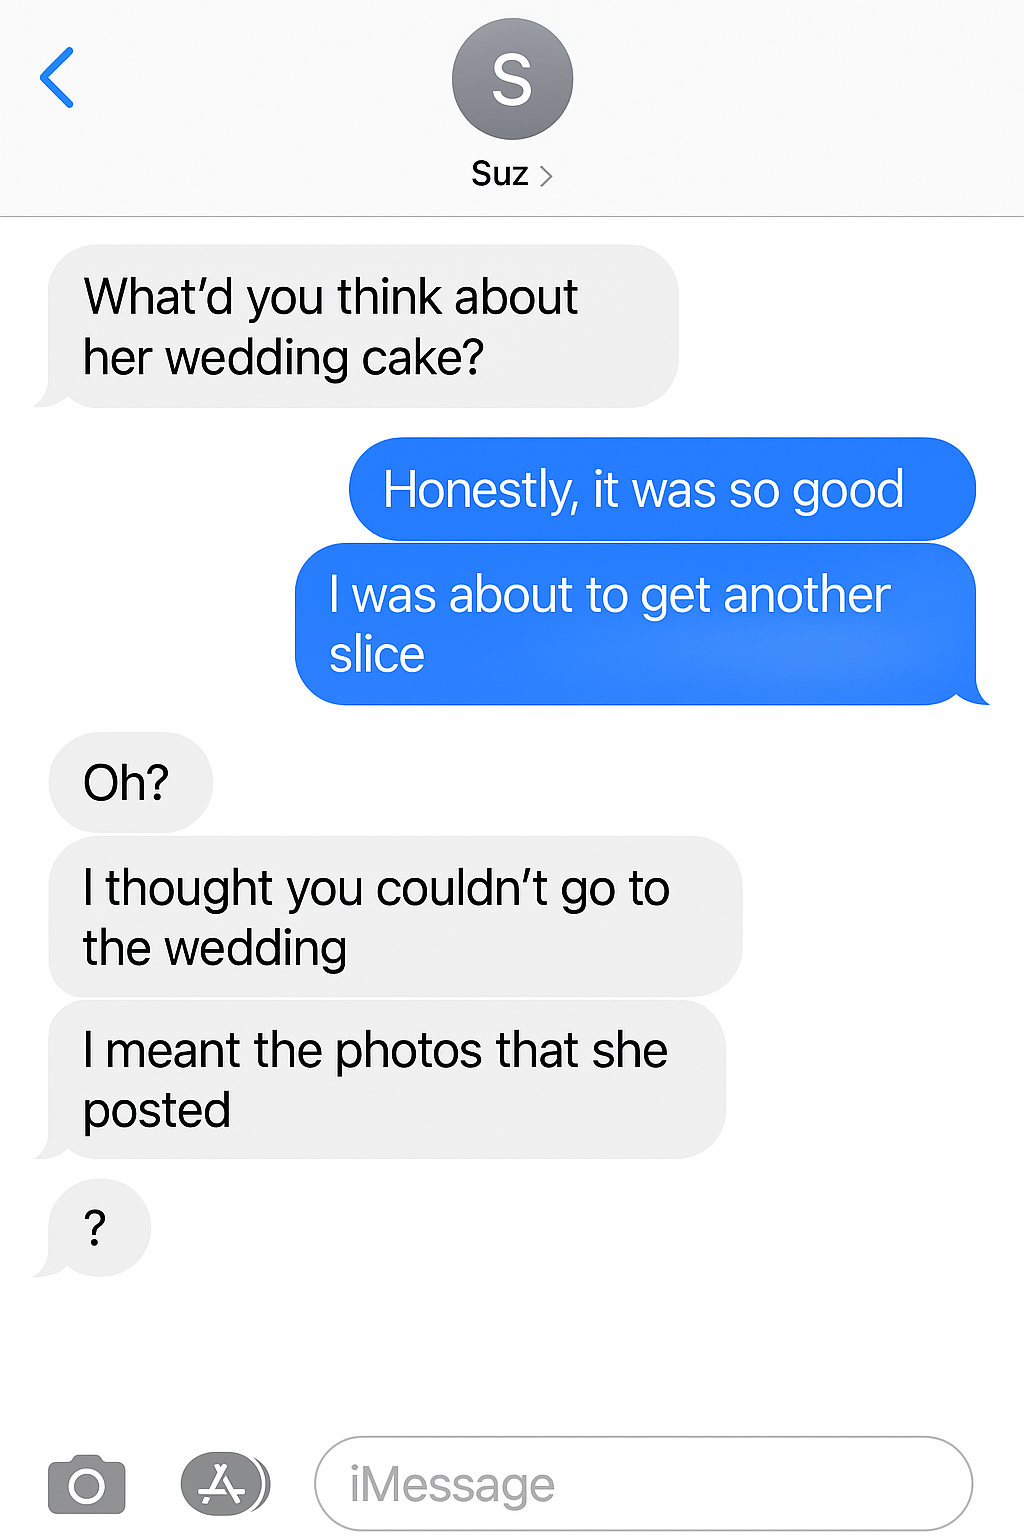 S
Suz
What’d you think about
her wedding cake?
Honestly, it was so good
I was about to get another
slice
Oh?
I thought you couldn’t go to
the wedding
I meant the photos that she
posted
?
iMessage